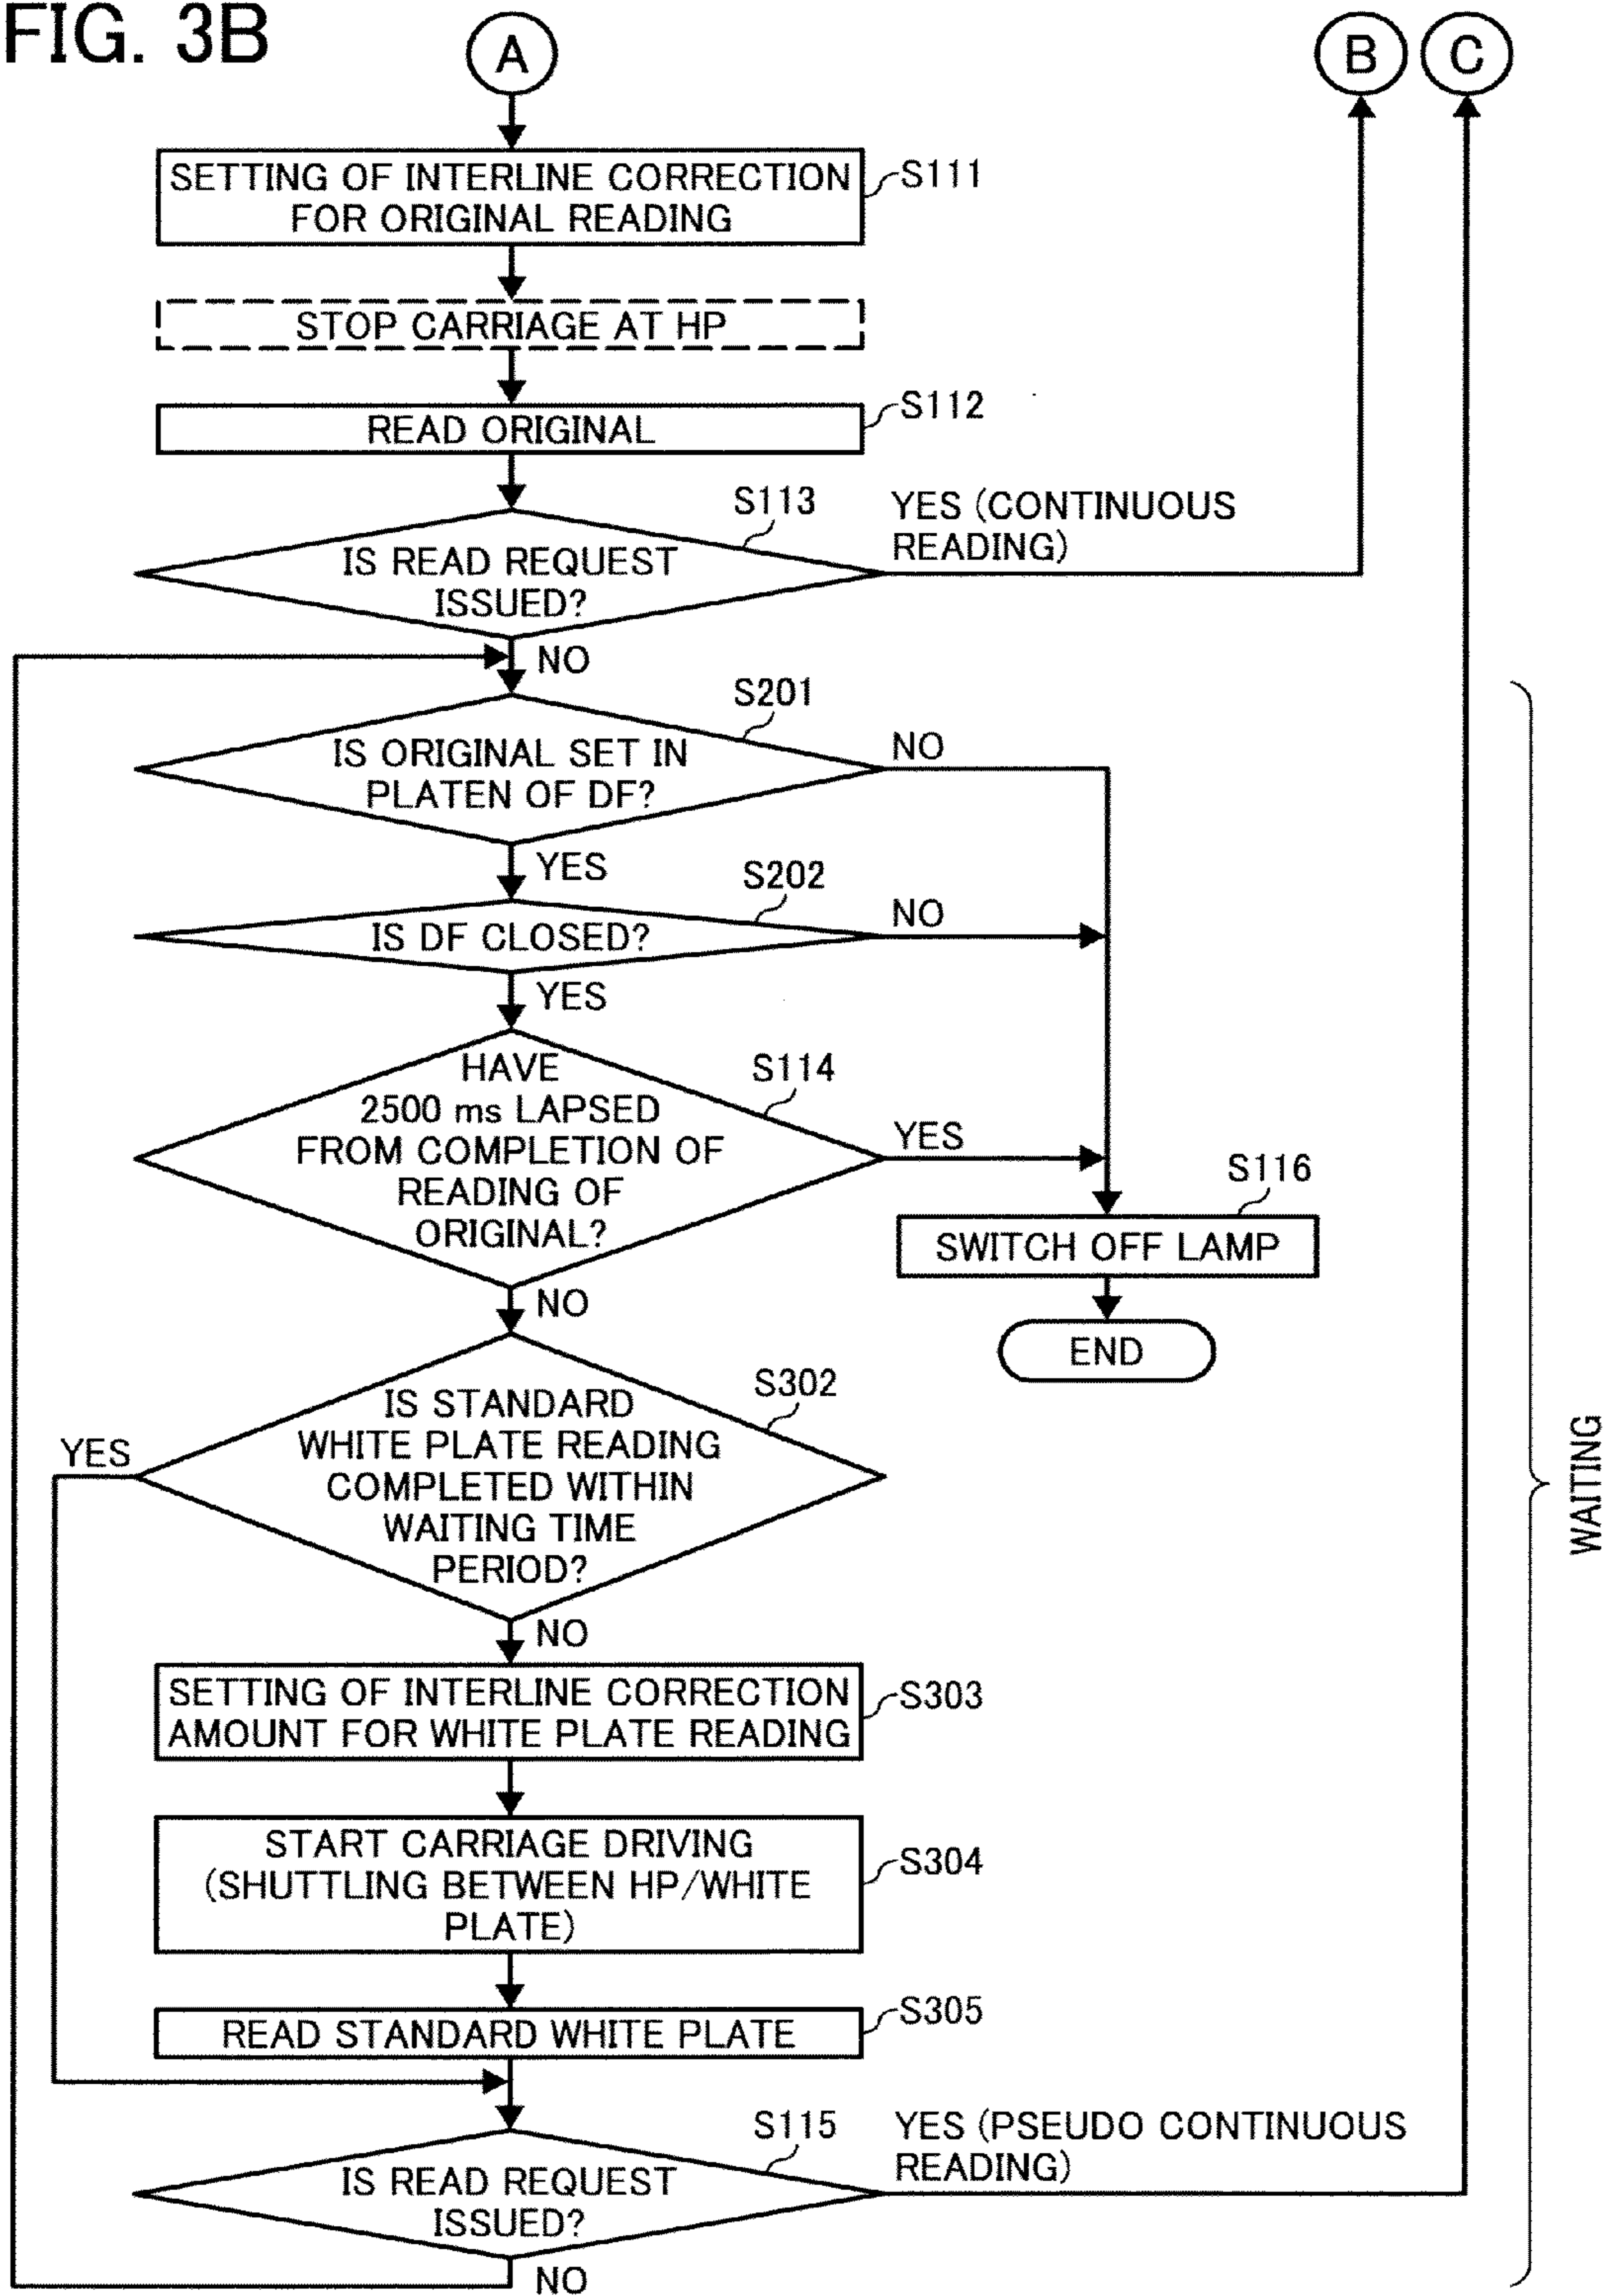 FIG. 3B
A
B
C
SETTING OF INTERLINE CORRECTION
FOR ORIGINAL READING
S111
STOP CARRIAGE AT HP
READ ORIGINAL
S112
IS READ REQUEST
ISSUED?
S113
YES (CONTINUOUS
READING)
NO
IS ORIGINAL SET IN
PLATEN OF DF?
S201
NO
YES
IS DF CLOSED?
S202
NO
YES
HAVE
2500 ms LAPSED
FROM COMPLETION OF
READING OF
ORIGINAL?
S114
YES
S116
SWITCH OFF LAMP
END
NO
IS STANDARD
WHITE PLATE READING
COMPLETED WITHIN
WAITING TIME
PERIOD?
S302
YES
WAITING
NO
SETTING OF INTERLINE CORRECTION
AMOUNT FOR WHITE PLATE READING
S303
START CARRIAGE DRIVING
(SHUTTLING BETWEEN HP/WHITE
PLATE)
S304
READ STANDARD WHITE PLATE
S305
IS READ REQUEST
ISSUED?
S115
YES (PSEUDO CONTINUOUS
READING)
NO